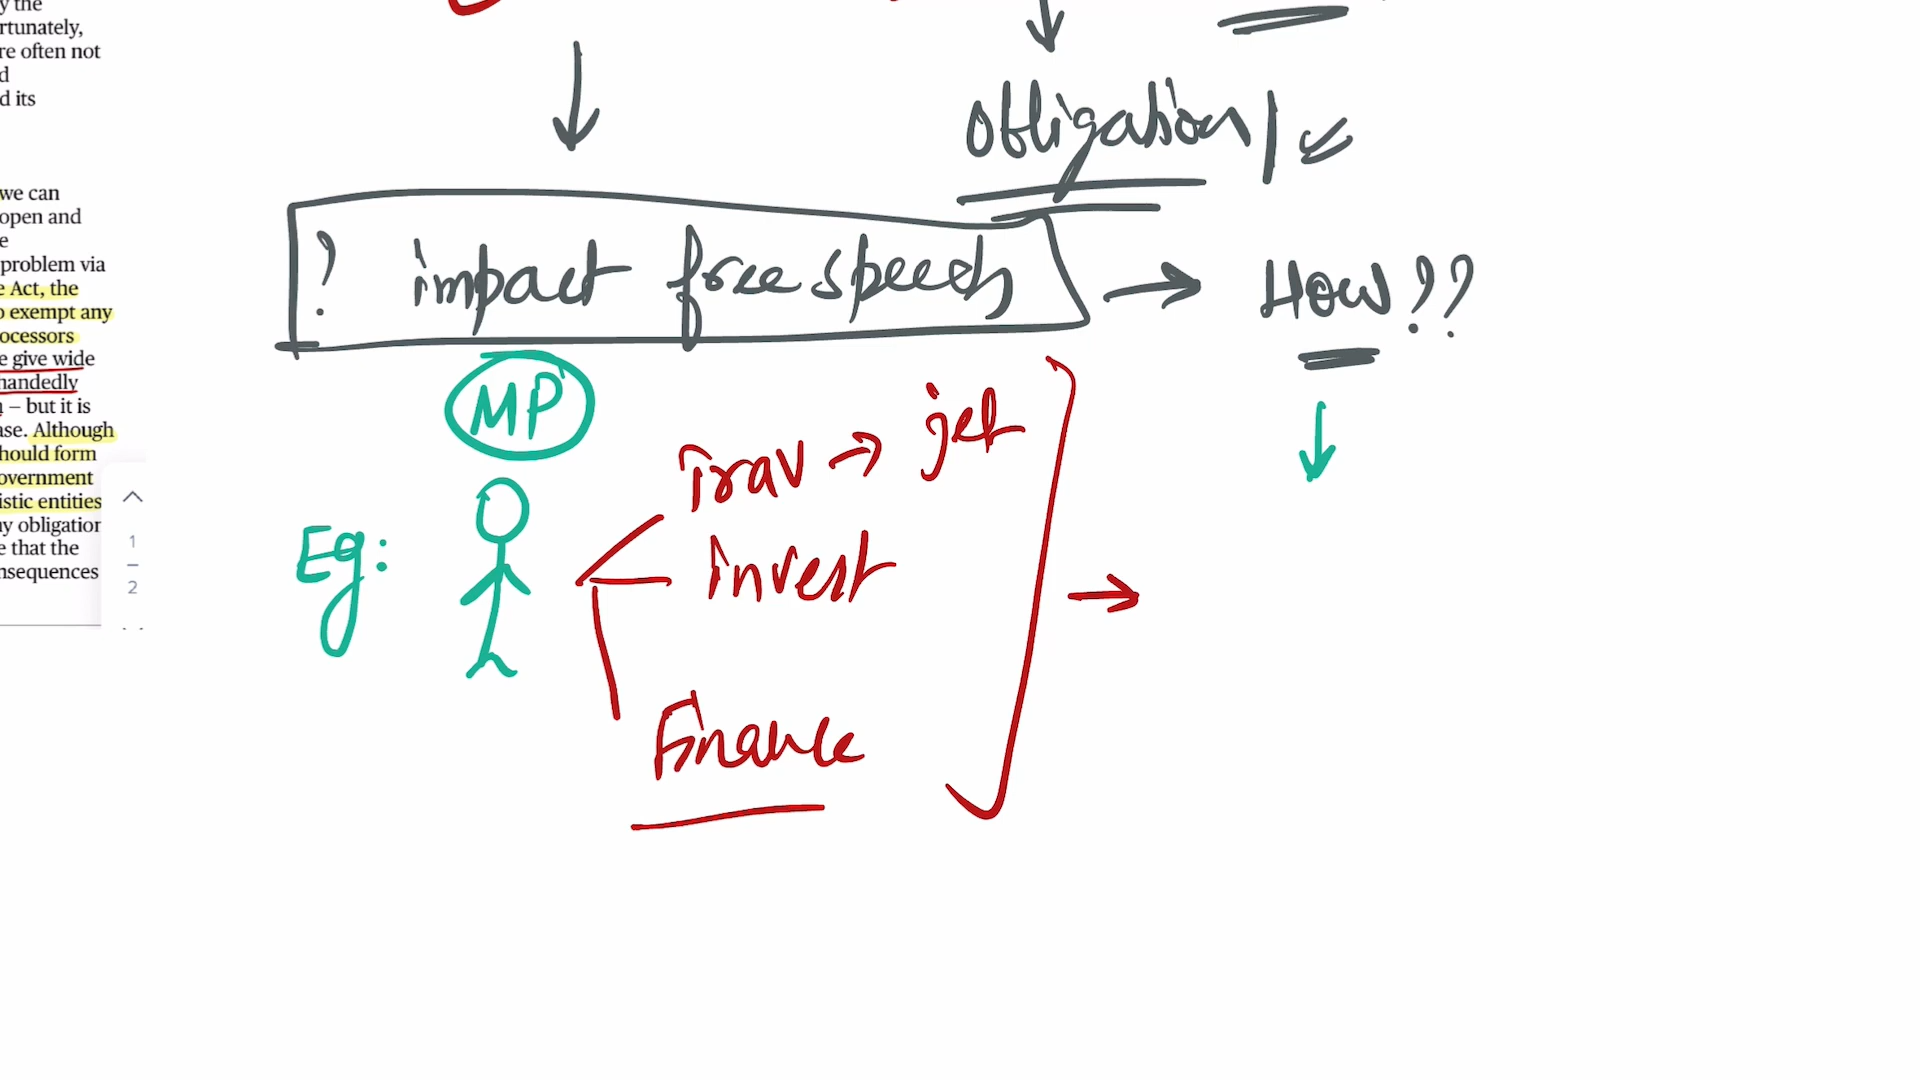 y the
rtunately,
re often not
d
d its
we can
open and
e
problem via
e Act, the
o exempt any
ocessors
e give wide
handedly
– but it is
ase. Although
hould form
overnment
istic entities
y obligation
e that the
nsequences
1
2
Obligation
? impact free speech → How??
MP
Trav → jet
Eg:
invest
Finance